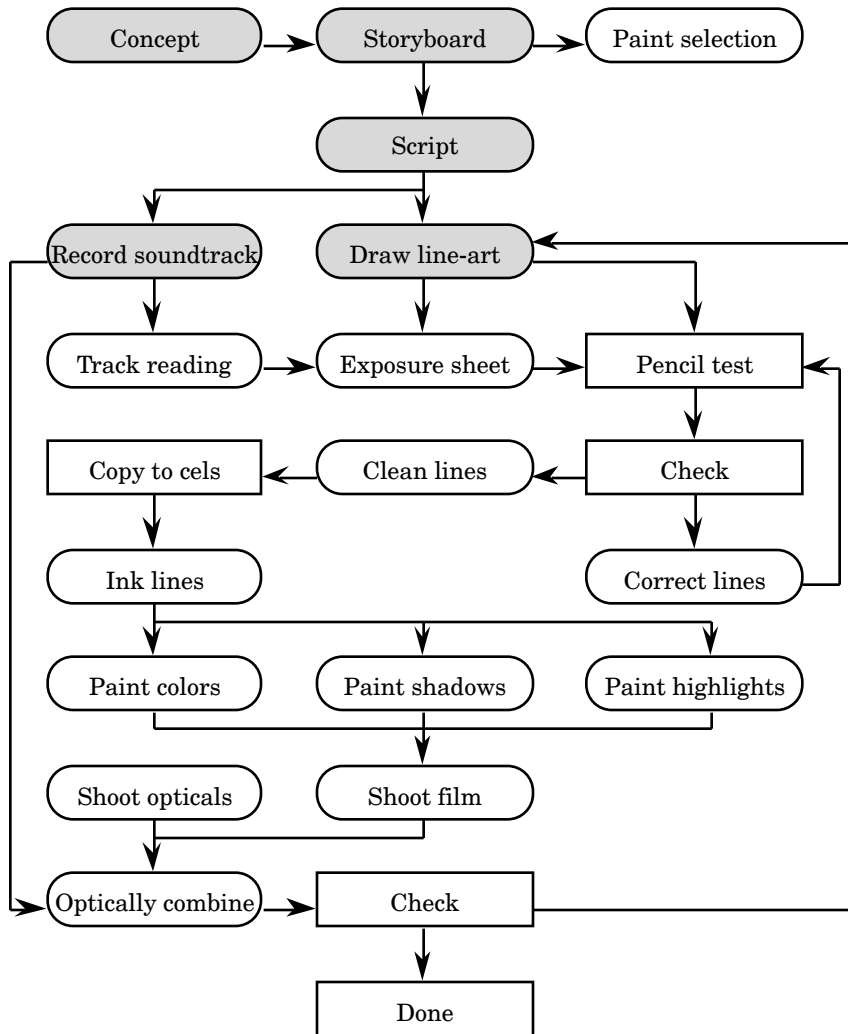 Concept
Storyboard
Paint selection
Script
Record soundtrack
Draw line-art
Track reading
Exposure sheet
Pencil test
Copy to cels
Clean lines
Check
Ink lines
Correct lines
Paint colors
Paint shadows
Paint highlights
Shoot opticals
Shoot film
Optically combine
Check
Done